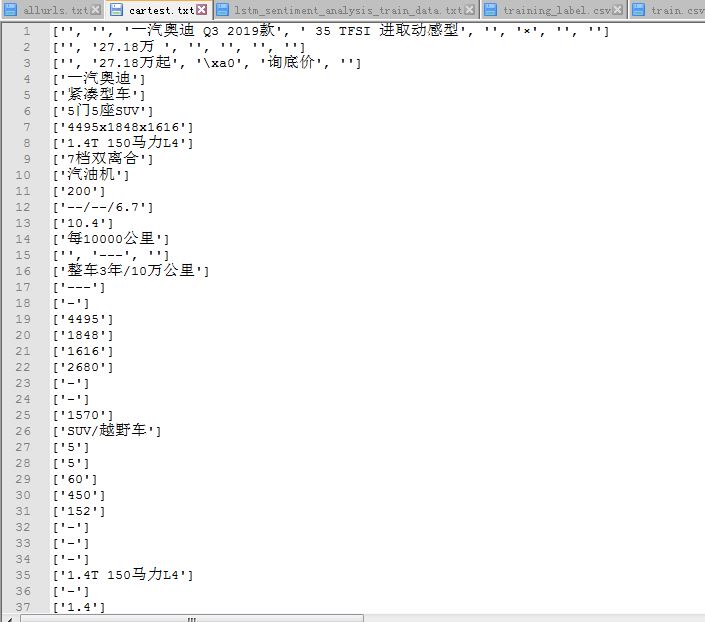 allurls.txt cartest.txt lstm_sentiment_analysis_train_data.txt training_label.csv train.csv
1 ['', '', '一汽奥迪 Q3 2019款', ' 35 TFSI 进取动感型', '', '×', '', '']
2 ['', '27.18万 ', '', '', '', '']
3 ['', '27.18万起', '\xa0', '询底价', '']
4 ['一汽奥迪']
5 ['紧凑型车']
6 ['5门5座SUV']
7 ['4495x1848x1616']
8 ['1.4T 150马力L4']
9 ['7档双离合']
10 ['汽油机']
11 ['200']
12 ['--/--/6.7']
13 ['10.4']
14 ['每10000公里']
15 ['', '---', '']
16 ['整车3年/10万公里']
17 ['---']
18 ['-']
19 ['4495']
20 ['1848']
21 ['1616']
22 ['2680']
23 ['-']
24 ['-']
25 ['1570']
26 ['SUV/越野车']
27 ['5']
28 ['5']
29 ['60']
30 ['450']
31 ['152']
32 ['-']
33 ['-']
34 ['-']
35 ['1.4T 150马力L4']
36 ['-']
37 ['1.4']